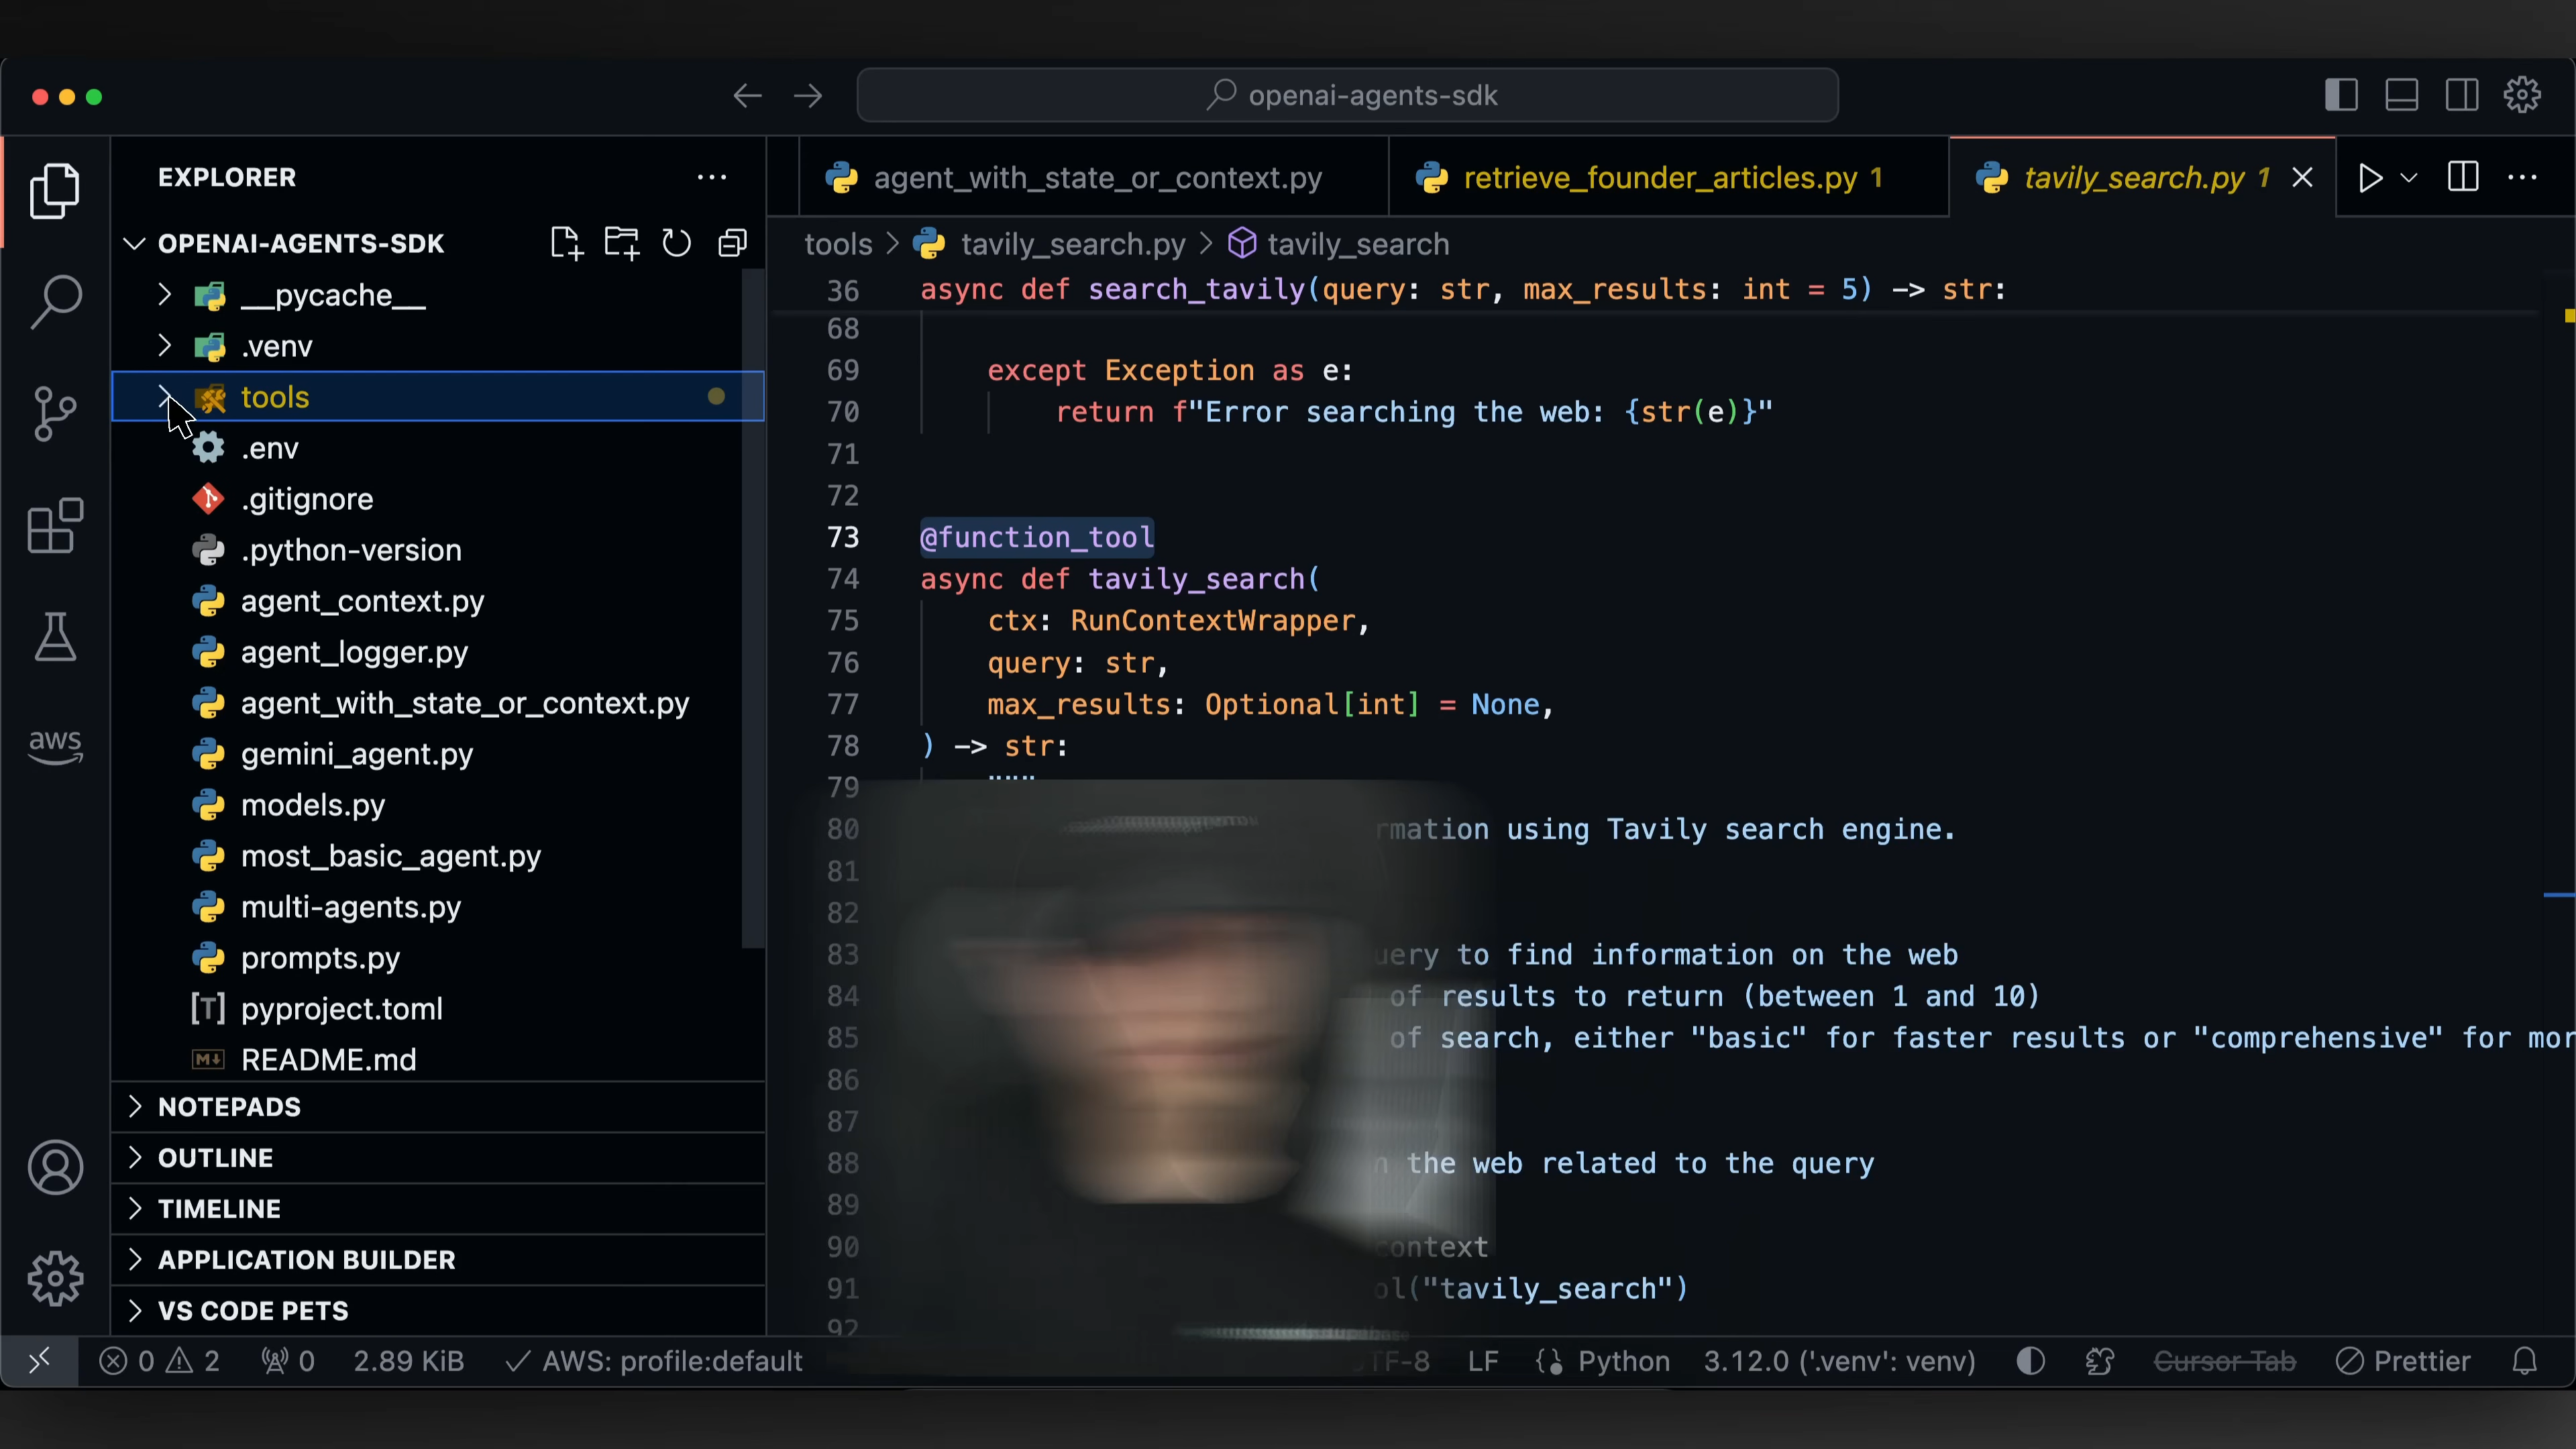 openai-agents-sdk
EXPLORER
OPENAI-AGENTS-SDK
__pycache__
.venv
tools
.env
.gitignore
.python-version
agent_context.py
agent_logger.py
agent_with_state_or_context.py
gemini_agent.py
models.py
most_basic_agent.py
multi-agents.py
prompts.py
pyproject.toml
README.md
NOTEPADS
OUTLINE
TIMELINE
APPLICATION BUILDER
VS CODE PETS
aws
agent_with_state_or_context.py
retrieve_founder_articles.py 1
tavily_search.py 1
tools > tavily_search.py > tavily_search
36 async def search_tavily(query: str, max_results: int = 5) -> str:
68
69 except Exception as e:
70 return f"Error searching the web: {str(e)}"
71
72
73 @function_tool
74 async def tavily_search(
75 ctx: RunContextWrapper,
76 query: str,
77 max_results: Optional[int] = None,
78 ) -> str:
79 """
80 using Tavily search engine.
81
82
83 to find information on the web
84 of results to return (between 1 and 10)
85 of search, either "basic" for faster results or "comprehensive" for
86
87
88 the web related to the query
89
90 context
91 ("tavily_search")
92
0 2 0 2.89 KiB AWS: profile:default LF Python 3.12.0 ('.venv': venv) Cursor Tab Prettier